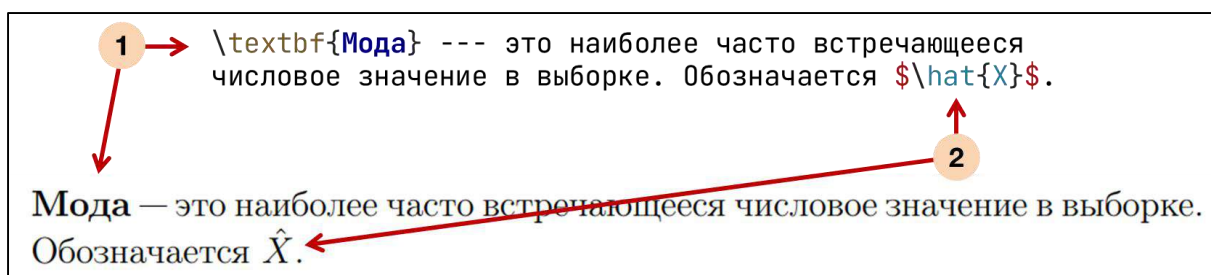 1 \textbf{Мода} --- это наиболее часто встречающееся
числовое значение в выборке. Обозначается $\hat{X}$.
2
Мода — это наиболее часто встречающееся числовое значение в выборке.
Обозначается X̂.